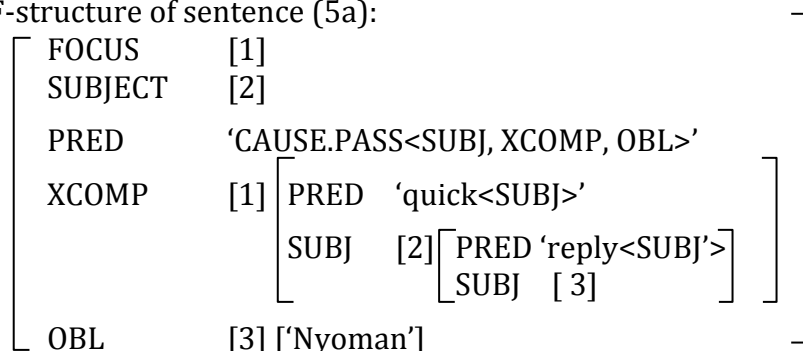 F-structure of sentence (5a):
FOCUS [1]
SUBJECT [2]
PRED ‘CAUSE.PASS<SUBJ, XCOMP, OBL>’
XCOMP [1] PRED ‘quick<SUBJ>’
SUBJ [2] PRED ‘reply<SUBJ’>
SUBJ [ 3]
OBL [3] [‘Nyoman’]